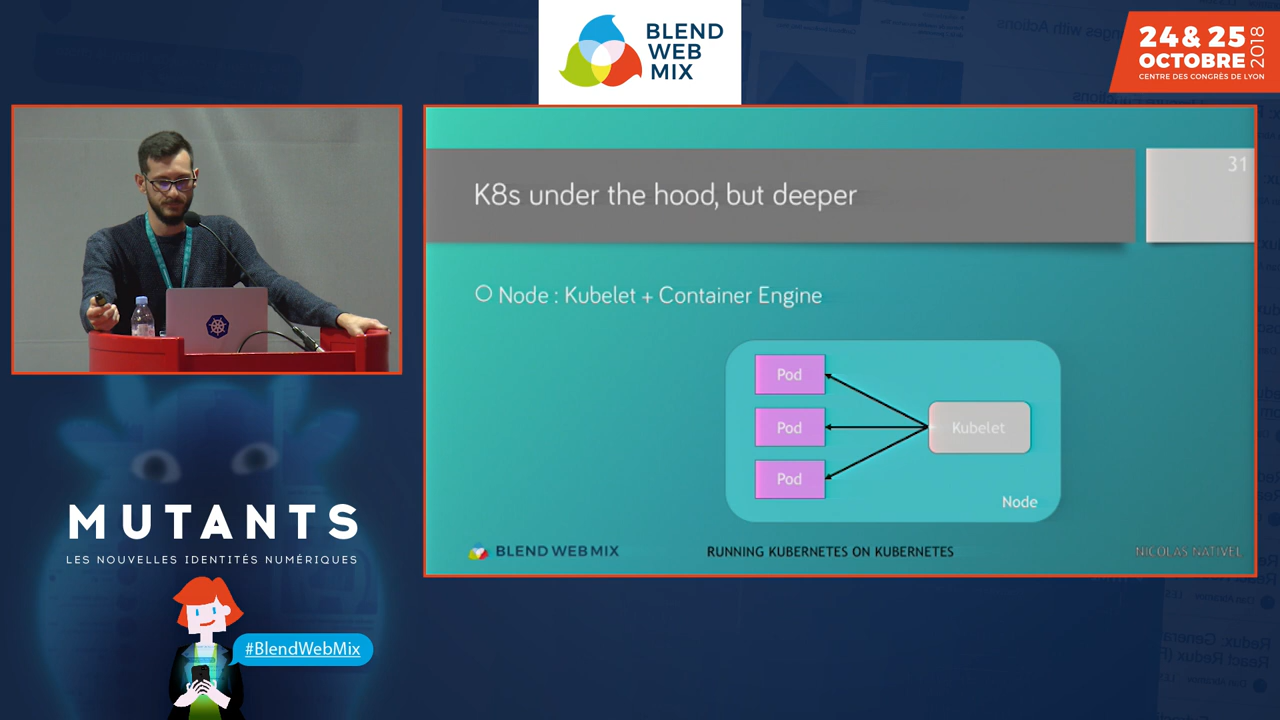 BLEND
WEB
MIX
24 & 25
OCTOBRE
2018
CENTRE DES CONGRÈS DE LYON
K8s under the hood, but deeper
31
Node : Kubelet + Container Engine
Pod
Pod
Pod
Kubelet
Node
BLEND WEB MIX
RUNNING KUBERNETES ON KUBERNETES
NICOLAS NATIVEL
MUTANTS
LES NOUVELLES IDENTITÉS NUMÉRIQUES
#BlendWebMix